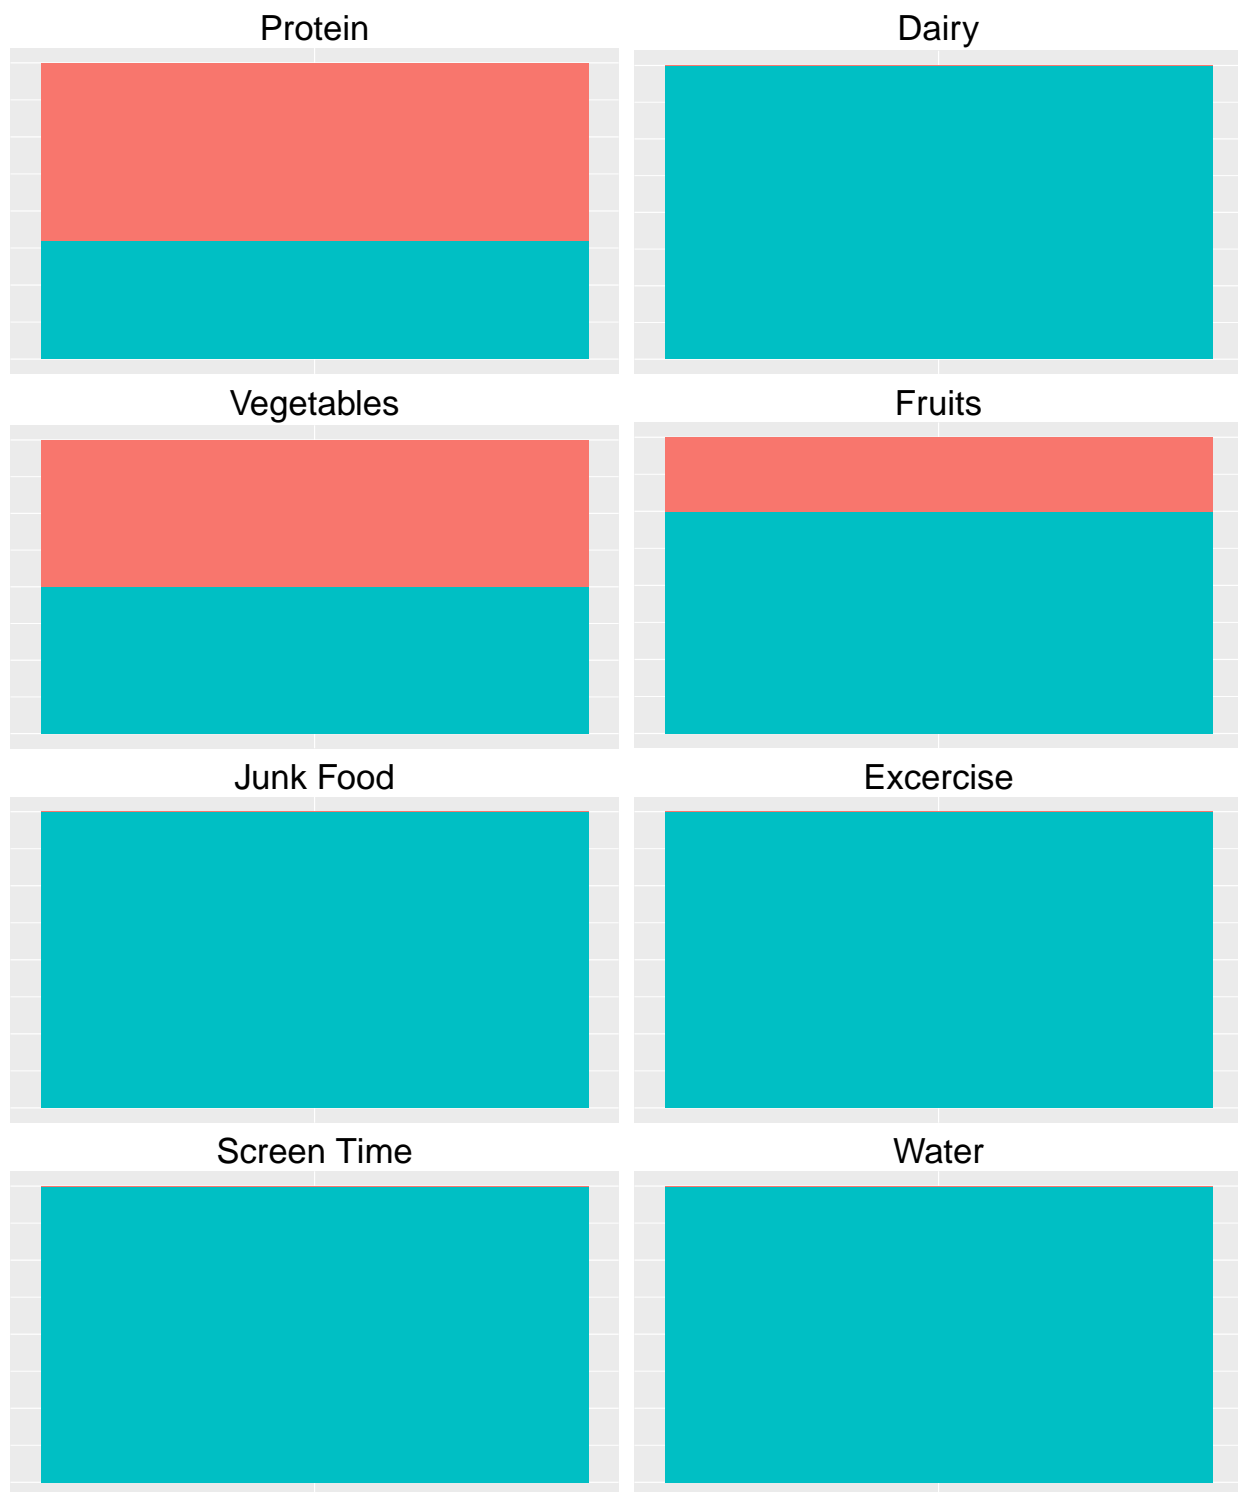 Protein
Dairy
Vegetables
Fruits
Junk Food
Excercise
Screen Time
Water